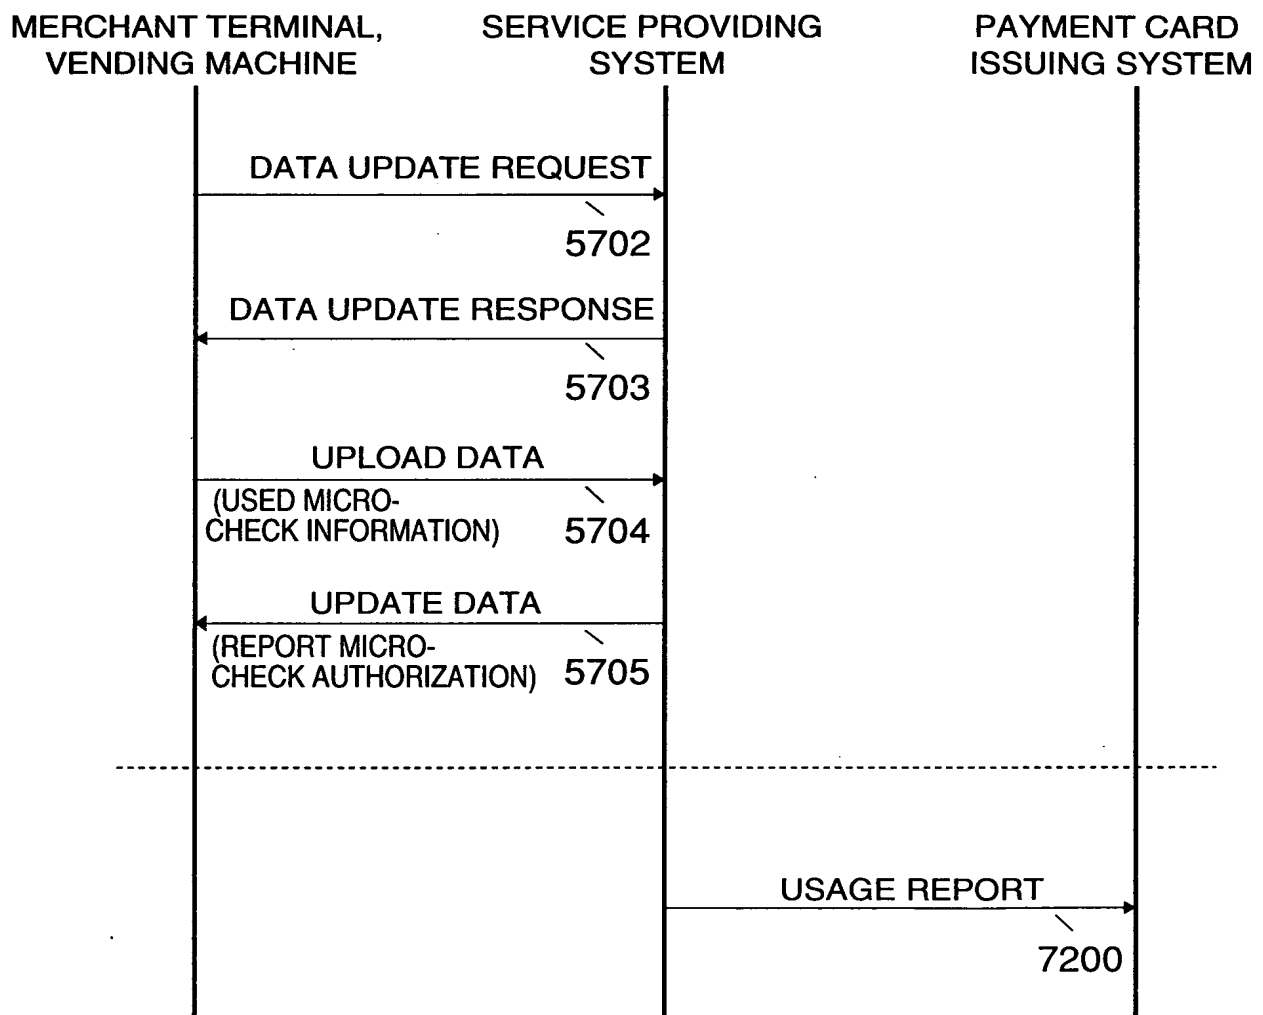 MERCHANT TERMINAL,
VENDING MACHINE
SERVICE PROVIDING
SYSTEM
PAYMENT CARD
ISSUING SYSTEM
DATA UPDATE REQUEST
5702
DATA UPDATE RESPONSE
5703
UPLOAD DATA
(USED MICRO-
CHECK INFORMATION)
5704
UPDATE DATA
(REPORT MICRO-
CHECK AUTHORIZATION)
5705
USAGE REPORT
7200